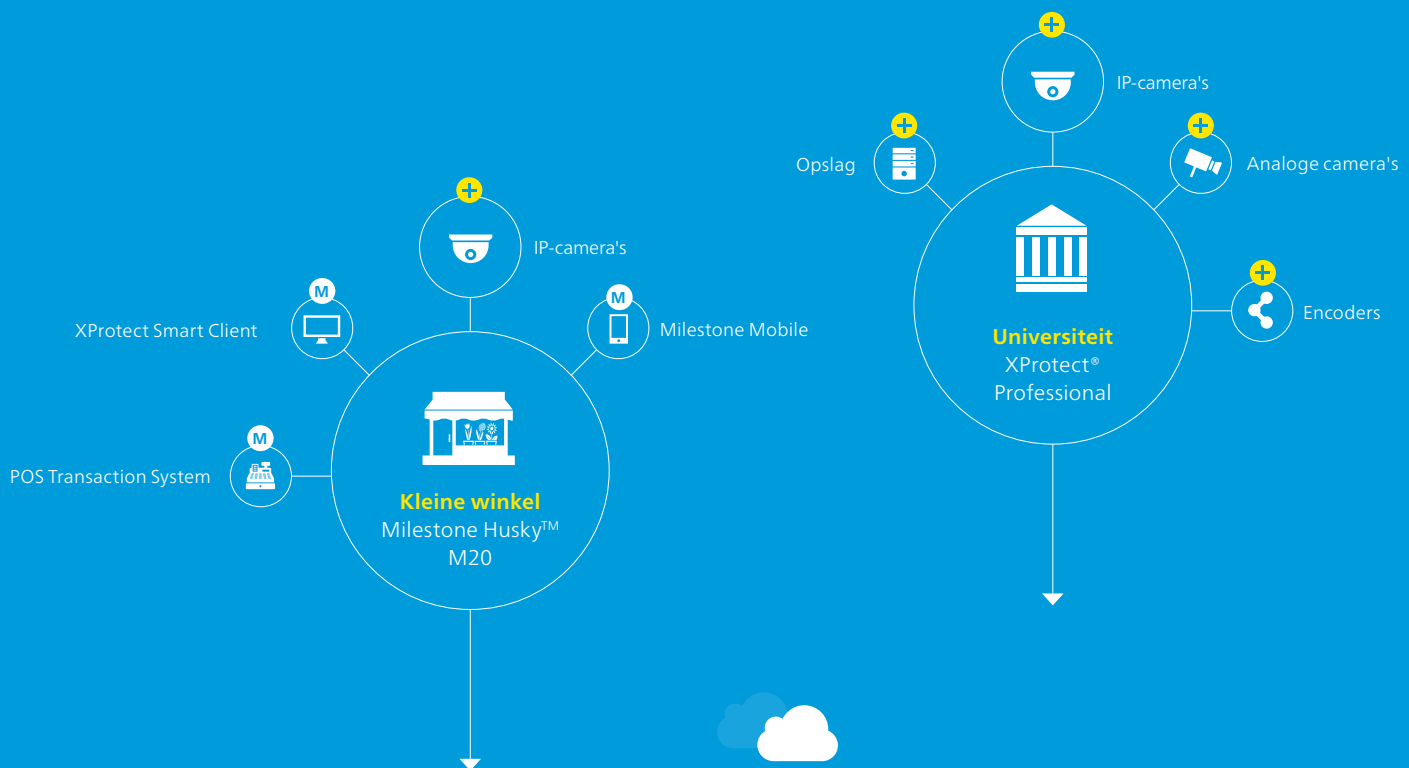 IP-camera's
Opslag
Analoge camera's
Encoders
Universiteit
XProtect®
Professional
IP-camera's
M
XProtect Smart Client
M
Milestone Mobile
M
POS Transaction System
Kleine winkel
Milestone Husky™
M20